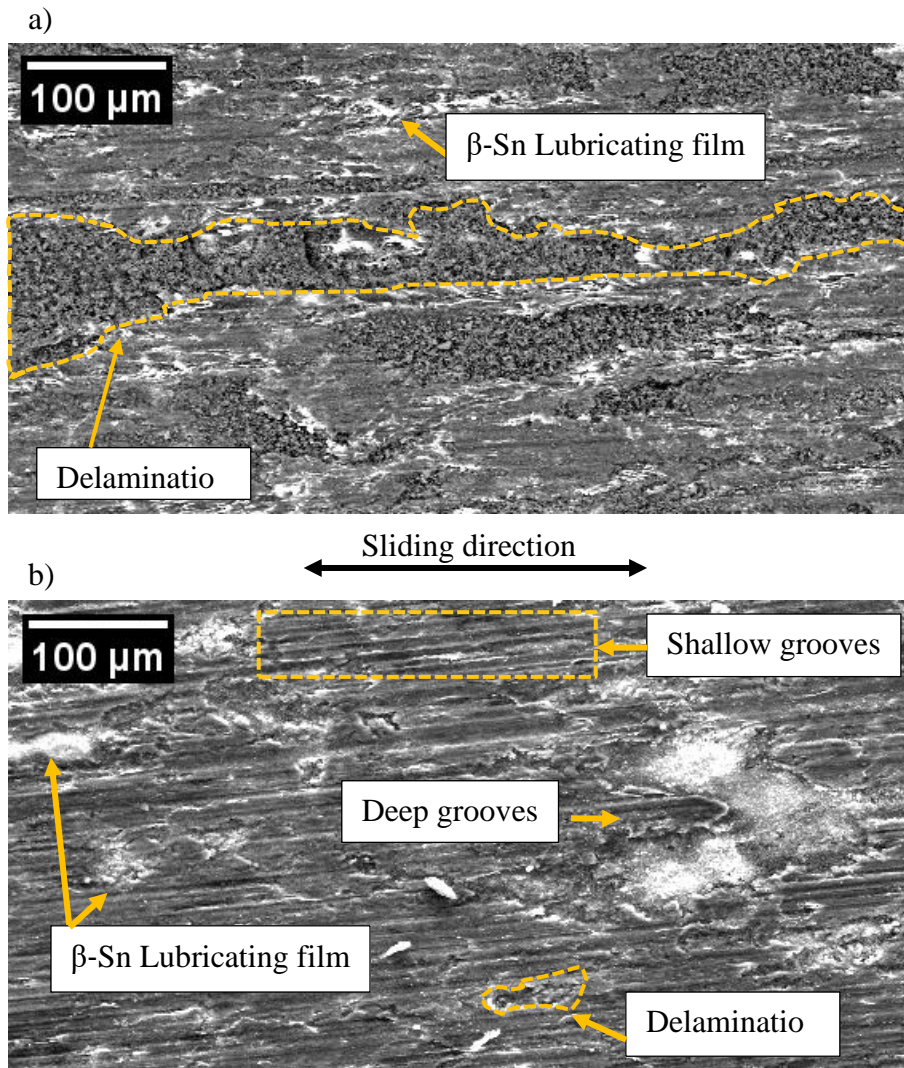 a)
100 µm
β-Sn Lubricating film
Delaminatio
Sliding direction
b)
100 µm
Shallow grooves
Deep grooves
β-Sn Lubricating film
Delaminatio